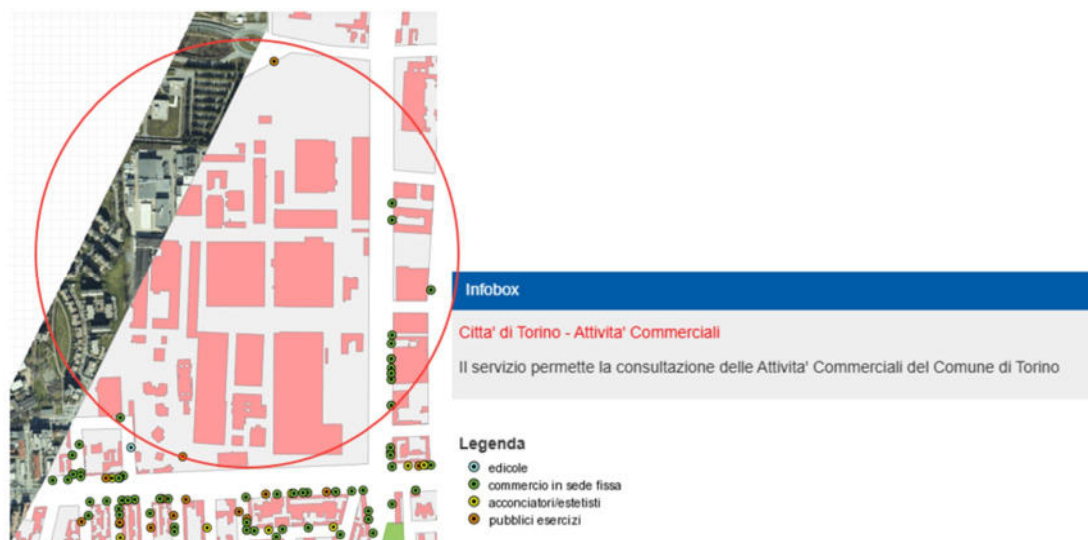 Infobox
Citta' di Torino - Attivita' Commerciali
Il servizio permette la consultazione delle Attivita' Commerciali del Comune di Torino
Legenda
edicole
commercio in sede fissa
acconciatori/estetisti
pubblici esercizi